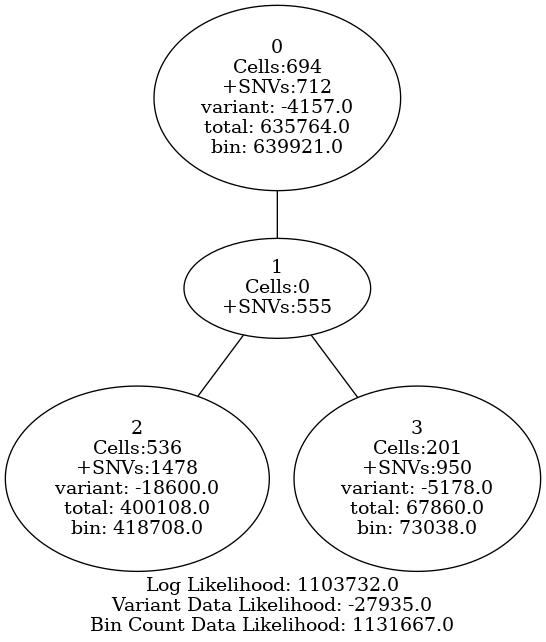 0
Cells:694
+SNVs:712
variant: -4157.0
total: 635764.0
bin: 639921.0
1
Cells:0
+SNVs:555
2
Cells:536
+SNVs:1478
variant: -18600.0
total: 400108.0
bin: 418708.0
3
Cells:201
+SNVs:950
variant: -5178.0
total: 67860.0
bin: 73038.0
Log Likelihood: 1103732.0
Variant Data Likelihood: -27935.0
Bin Count Data Likelihood: 1131667.0